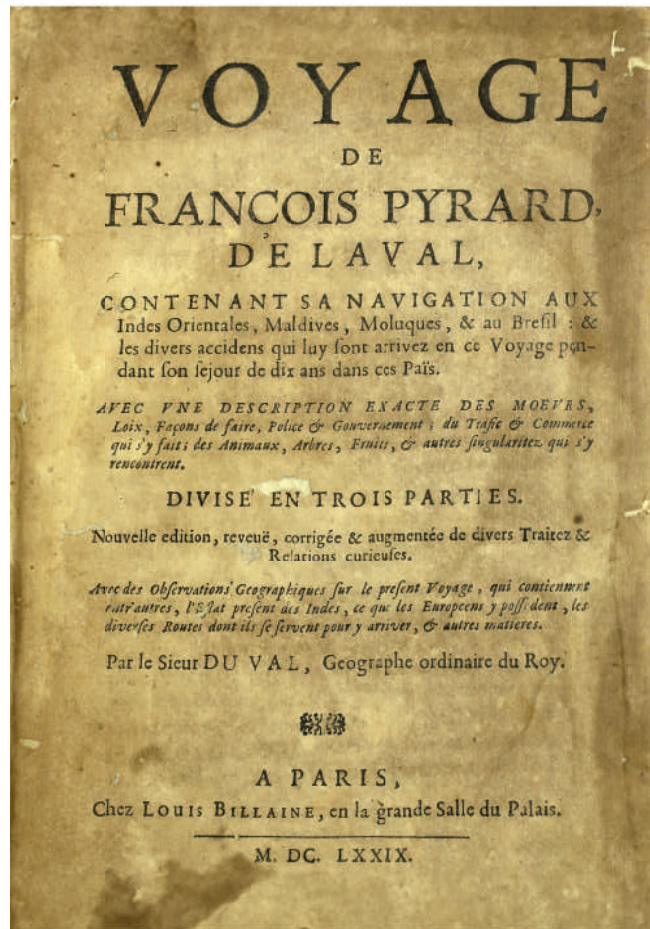 VOYAGE
DE
FRANCOIS PYRARD,
DE LAVAL,
CONTENANT SA NAVIGATION AUX
Indes Orientales, Maldives, Moluques, & au Bresil : &
les divers accidens qui luy sont arrivez en ce Voyage pen-
dant son sejour de dix ans dans ces Païs.
AVEC VNE DESCRIPTION EXACTE DES MOEVRS,
Loix, Façons de faire, Police & Gouvernement ; du Trafic & Commerce
qui s'y fait ; des Animaux, Arbres, Fruits, & autres singularitez qui s'y
rencontrent.
DIVISE' EN TROIS PARTIES.
Nouvelle edition, reveuë, corrigée & augmentée de divers Traitez &
Relations curieuses.
Avec des Observations Geographiques sur le present Voyage, qui contiennent
entr'autres, l'Estat present des Indes, ce que les Europeens y possedent, les
diverses Routes dont ils se servent pour y arriver, & autres matieres.
Par le Sieur DU VAL, Geographe ordinaire du Roy.
A PARIS,
Chez LOUIS BILLAINE, en la grande Salle du Palais.
M. DC. LXXIX.